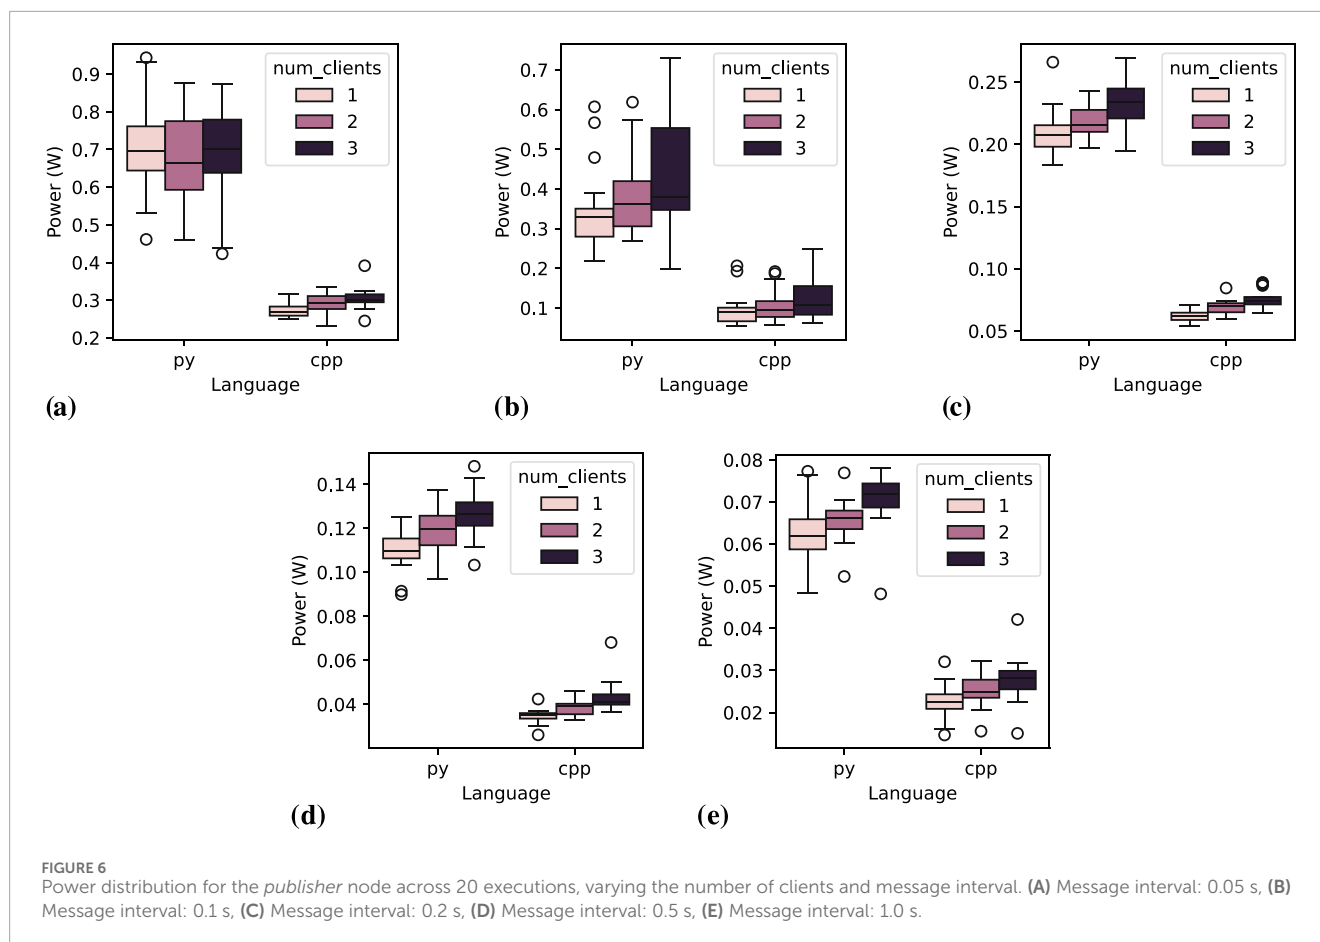 0.9
0.8
0.7
0.6
0.5
0.4
0.3
0.2
Power (W)
num_clients
1
2
3
py
cpp
Language
(a)
0.7
0.6
0.5
0.4
0.3
0.2
0.1
Power (W)
num_clients
1
2
3
py
cpp
Language
(b)
0.25
0.20
0.15
0.10
0.05
Power (W)
num_clients
1
2
3
py
cpp
Language
(c)
0.14
0.12
0.10
0.08
0.06
0.04
Power (W)
num_clients
1
2
3
py
cpp
Language
(d)
0.08
0.07
0.06
0.05
0.04
0.03
0.02
Power (W)
num_clients
1
2
3
py
cpp
Language
(e)
FIGURE 6
Power distribution for the publisher node across 20 executions, varying the number of clients and message interval. (A) Message interval: 0.05 s, (B)
Message interval: 0.1 s, (C) Message interval: 0.2 s, (D) Message interval: 0.5 s, (E) Message interval: 1.0 s.